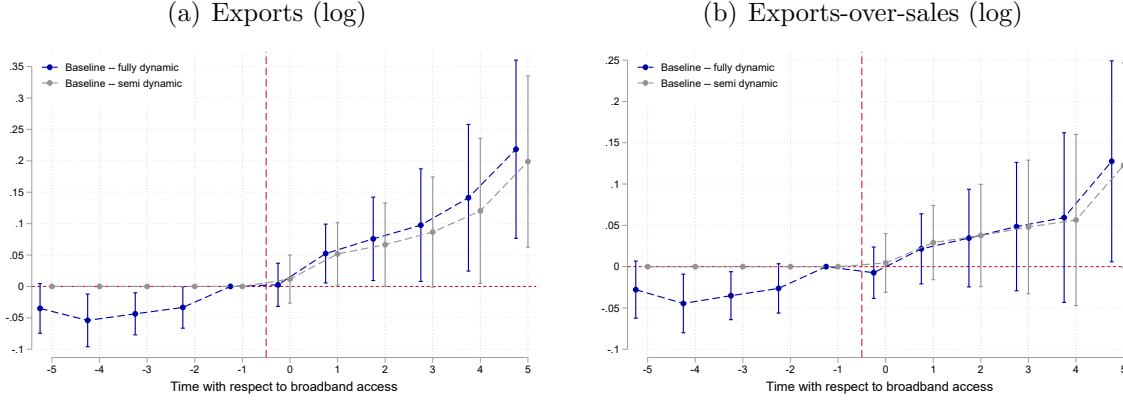 (a) Exports (log)
Baseline -- fully dynamic
Baseline -- semi dynamic
.35
.3
.25
.2
.15
.1
.05
0
-.05
-.1
-5 -4 -3 -2 -1 0 1 2 3 4 5
Time with respect to broadband access
(b) Exports-over-sales (log)
Baseline -- fully dynamic
Baseline -- semi dynamic
.25
.2
.15
.1
.05
0
-.05
-.1
-5 -4 -3 -2 -1 0 1 2 3 4 5
Time with respect to broadband access